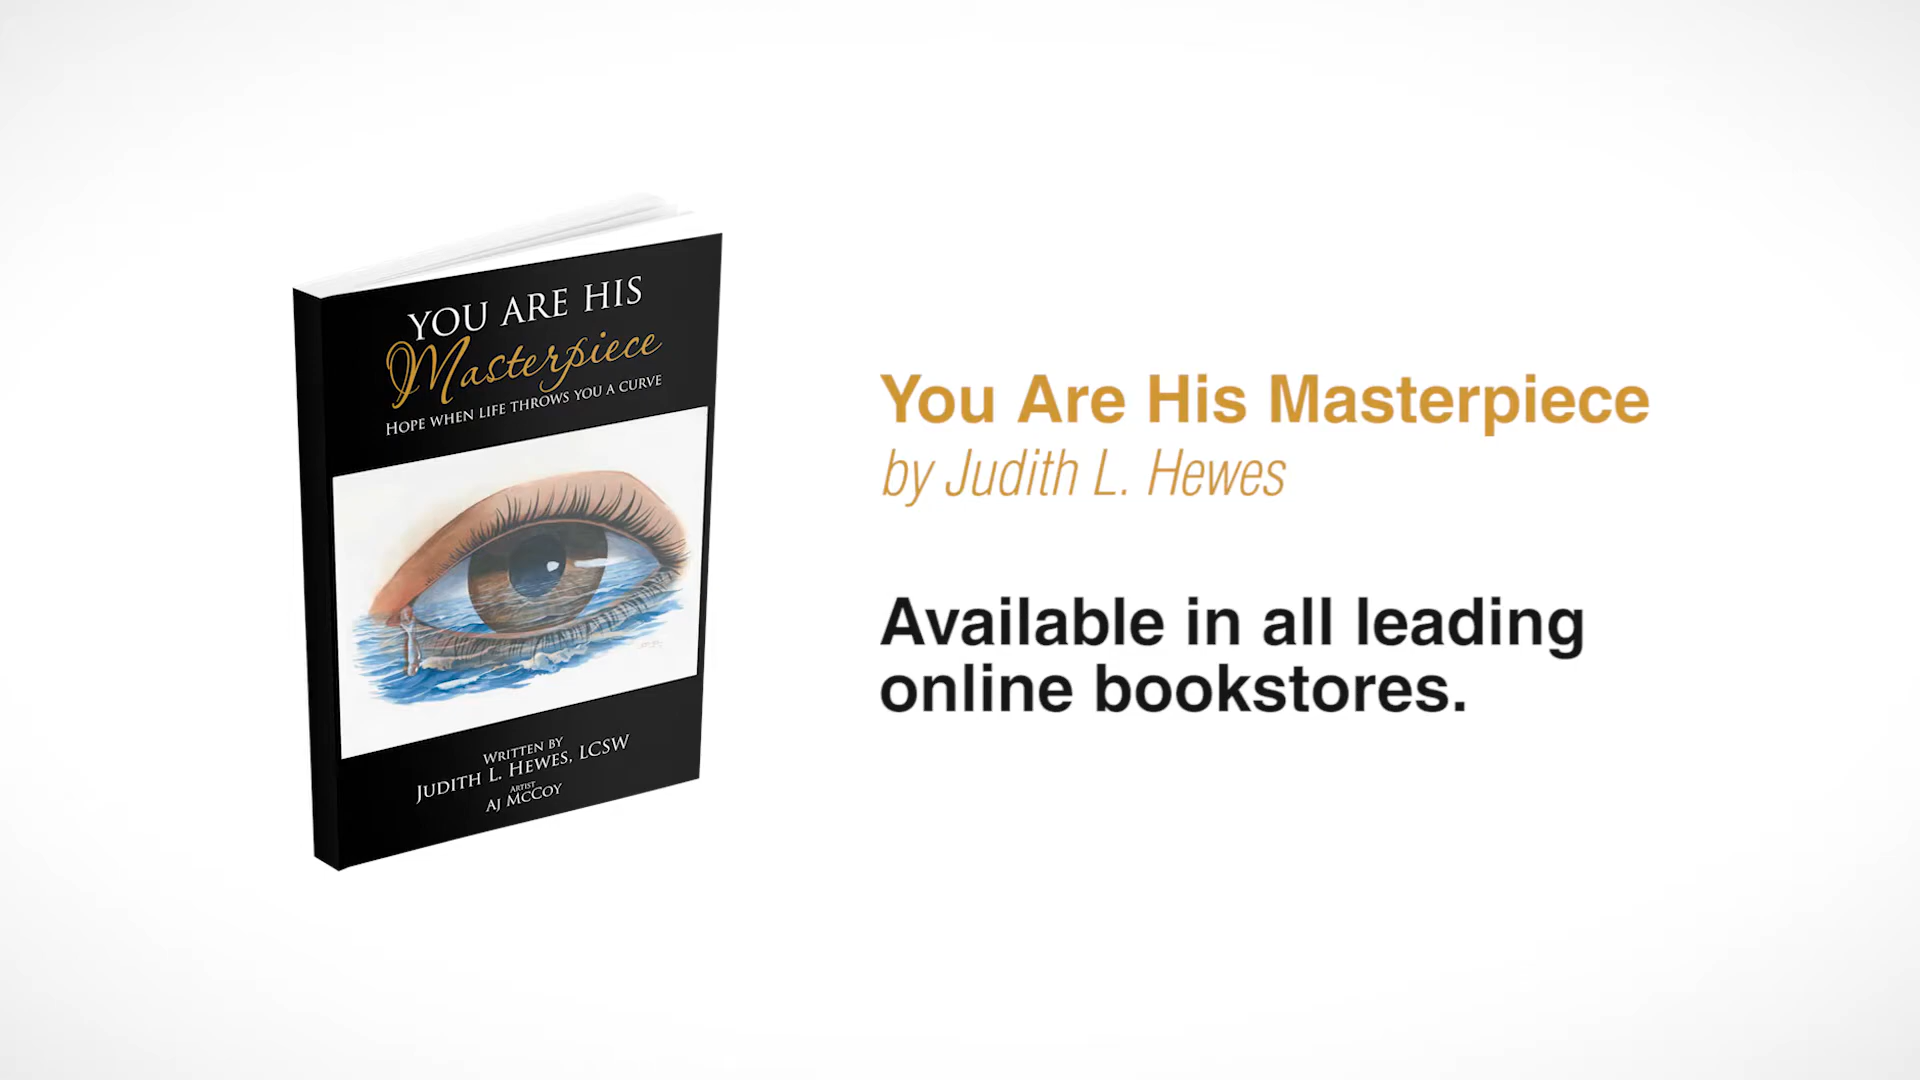 YOU ARE HIS
Masterpiece
HOPE WHEN LIFE THROWS YOU A CURVE
WRITTEN BY
JUDITH L. HEWES, LCSW
ARTIST
AJ MCCOY
You Are His Masterpiece
by Judith L. Hewes
Available in all leading
online bookstores.